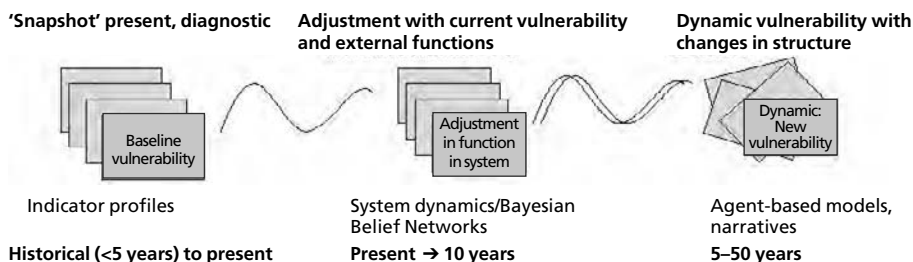 ‘Snapshot’ present, diagnostic
Adjustment with current vulnerability
and external functions
Dynamic vulnerability with
changes in structure
Baseline
vulnerability
Adjustment
in function
in system
Dynamic:
New
vulnerability
Indicator profiles
System dynamics/Bayesian
Belief Networks
Agent-based models,
narratives
Historical (<5 years) to present
Present → 10 years
5–50 years